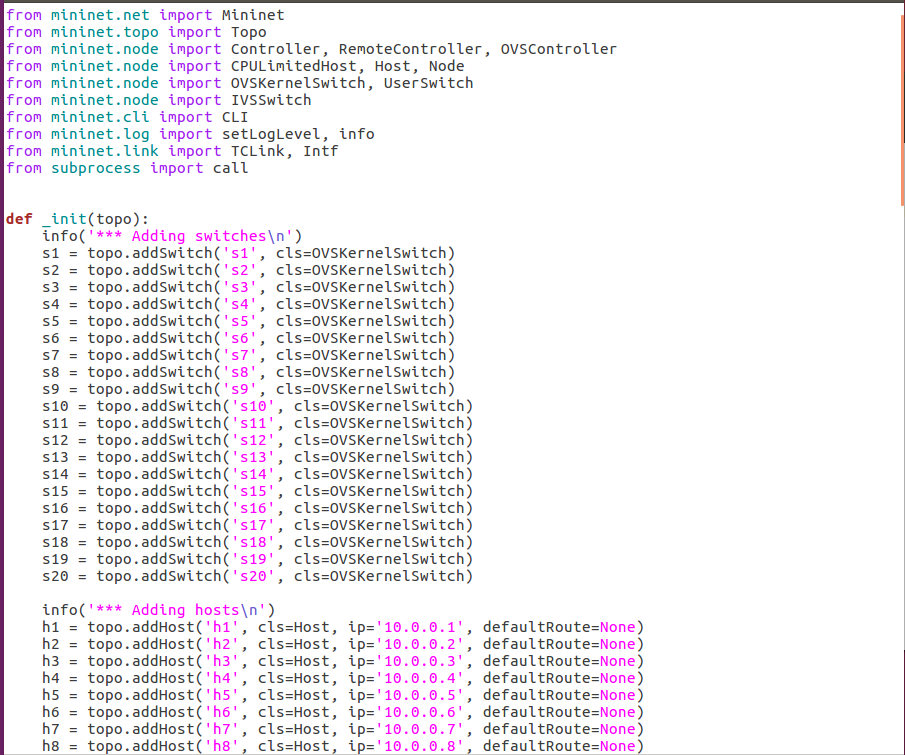 from mininet.net import Mininet
from mininet.topo import Topo
from mininet.node import Controller, RemoteController, OVSController
from mininet.node import CPULimitedHost, Host, Node
from mininet.node import OVSKernelSwitch, UserSwitch
from mininet.node import IVSSwitch
from mininet.cli import CLI
from mininet.log import setLogLevel, info
from mininet.link import TCLink, Intf
from subprocess import call
def _init(topo):
    info('*** Adding switches\n')
    s1 = topo.addSwitch('s1', cls=OVSKernelSwitch)
    s2 = topo.addSwitch('s2', cls=OVSKernelSwitch)
    s3 = topo.addSwitch('s3', cls=OVSKernelSwitch)
    s4 = topo.addSwitch('s4', cls=OVSKernelSwitch)
    s5 = topo.addSwitch('s5', cls=OVSKernelSwitch)
    s6 = topo.addSwitch('s6', cls=OVSKernelSwitch)
    s7 = topo.addSwitch('s7', cls=OVSKernelSwitch)
    s8 = topo.addSwitch('s8', cls=OVSKernelSwitch)
    s9 = topo.addSwitch('s9', cls=OVSKernelSwitch)
    s10 = topo.addSwitch('s10', cls=OVSKernelSwitch)
    s11 = topo.addSwitch('s11', cls=OVSKernelSwitch)
    s12 = topo.addSwitch('s12', cls=OVSKernelSwitch)
    s13 = topo.addSwitch('s13', cls=OVSKernelSwitch)
    s14 = topo.addSwitch('s14', cls=OVSKernelSwitch)
    s15 = topo.addSwitch('s15', cls=OVSKernelSwitch)
    s16 = topo.addSwitch('s16', cls=OVSKernelSwitch)
    s17 = topo.addSwitch('s17', cls=OVSKernelSwitch)
    s18 = topo.addSwitch('s18', cls=OVSKernelSwitch)
    s19 = topo.addSwitch('s19', cls=OVSKernelSwitch)
    s20 = topo.addSwitch('s20', cls=OVSKernelSwitch)
    info('*** Adding hosts\n')
    h1 = topo.addHost('h1', cls=Host, ip='10.0.0.1', defaultRoute=None)
    h2 = topo.addHost('h2', cls=Host, ip='10.0.0.2', defaultRoute=None)
    h3 = topo.addHost('h3', cls=Host, ip='10.0.0.3', defaultRoute=None)
    h4 = topo.addHost('h4', cls=Host, ip='10.0.0.4', defaultRoute=None)
    h5 = topo.addHost('h5', cls=Host, ip='10.0.0.5', defaultRoute=None)
    h6 = topo.addHost('h6', cls=Host, ip='10.0.0.6', defaultRoute=None)
    h7 = topo.addHost('h7', cls=Host, ip='10.0.0.7', defaultRoute=None)
    h8 = topo.addHost('h8', cls=Host, ip='10.0.0.8', defaultRoute=None)